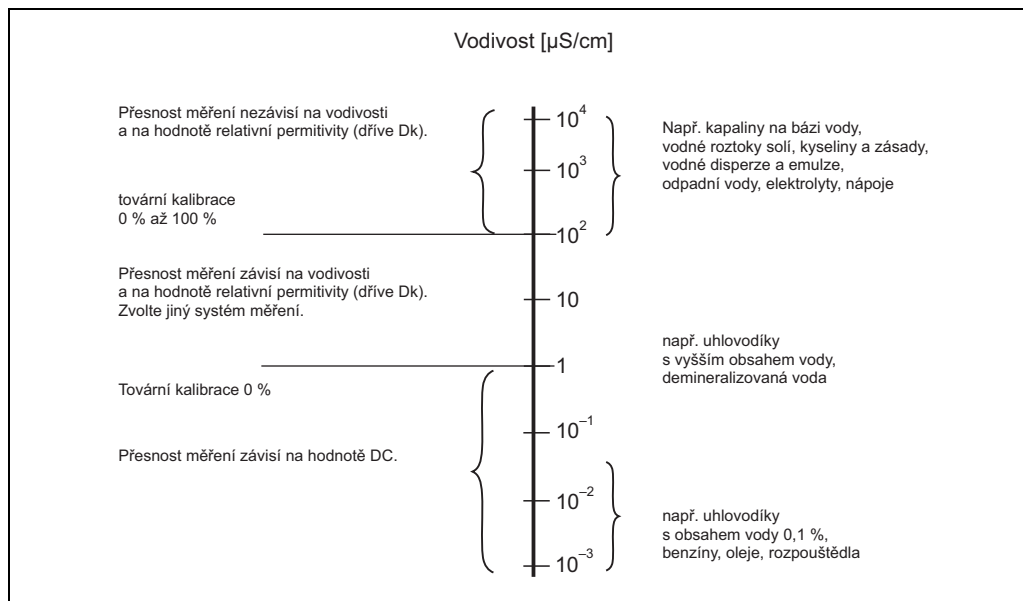 Vodivost [µS/cm]
Přesnost měření nezávisí na vodivosti
a na hodnotě relativní permitivity (dříve Dk).
tovární kalibrace
0 % až 100 %
Přesnost měření závisí na vodivosti
a na hodnotě relativní permitivity (dříve Dk).
Zvolte jiný systém měření.
Tovární kalibrace 0 %
Přesnost měření závisí na hodnotě DC.
10⁴
10³
10²
10
1
10⁻¹
10⁻²
10⁻³
Např. kapaliny na bázi vody,
vodné roztoky solí, kyseliny a zásady,
vodné disperze a emulze,
odpadní vody, elektrolyty, nápoje
např. uhlovodíky
s vyšším obsahem vody,
demineralizovaná voda
např. uhlovodíky
s obsahem vody 0,1 %,
benzíny, oleje, rozpouštědla